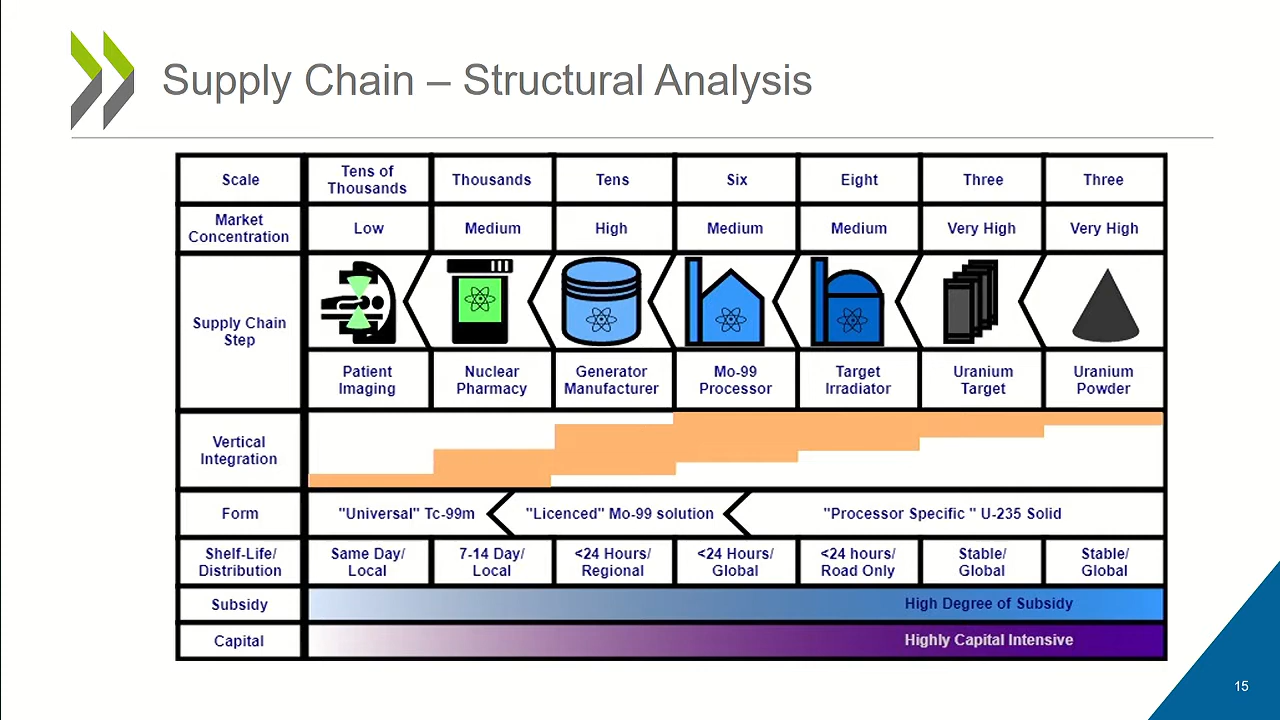 Supply Chain – Structural Analysis
Scale
Tens of
Thousands
Thousands
Tens
Six
Eight
Three
Three
Market
Concentration
Low
Medium
High
Medium
Medium
Very High
Very High
Supply Chain
Step
Patient
Imaging
Nuclear
Pharmacy
Generator
Manufacturer
Mo-99
Processor
Target
Irradiator
Uranium
Target
Uranium
Powder
Vertical
Integration
Form
"Universal" Tc-99m
"Licenced" Mo-99 solution
"Processor Specific " U-235 Solid
Shelf-Life/
Distribution
Same Day/
Local
7-14 Day/
Local
<24 Hours/
Regional
<24 Hours/
Global
<24 hours/
Road Only
Stable/
Global
Stable/
Global
Subsidy
High Degree of Subsidy
Capital
Highly Capital Intensive
15